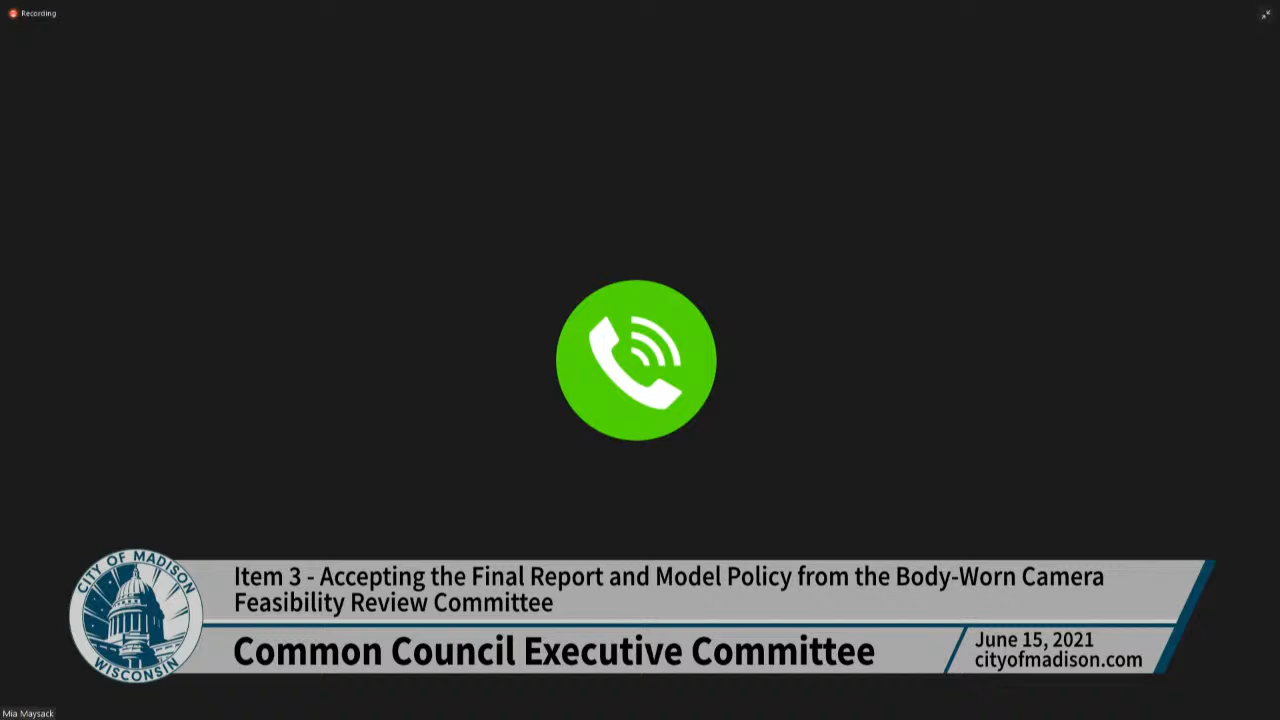 Recording
Item 3 - Accepting the Final Report and Model Policy from the Body-Worn Camera
Feasibility Review Committee
Common Council Executive Committee
June 15, 2021
cityofmadison.com
CITY OF MADISON
WISCONSIN
Mia Maysack